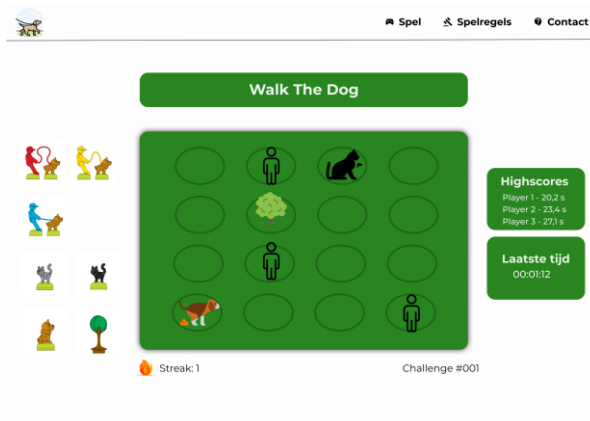 Spel
Spelregels
Contact
Walk The Dog
Highscores
Player 1 - 20,2 s
Player 2 - 23,4 s
Player 3 - 27,1 s
Laatste tijd
00:01:12
Streak: 1
Challenge #001